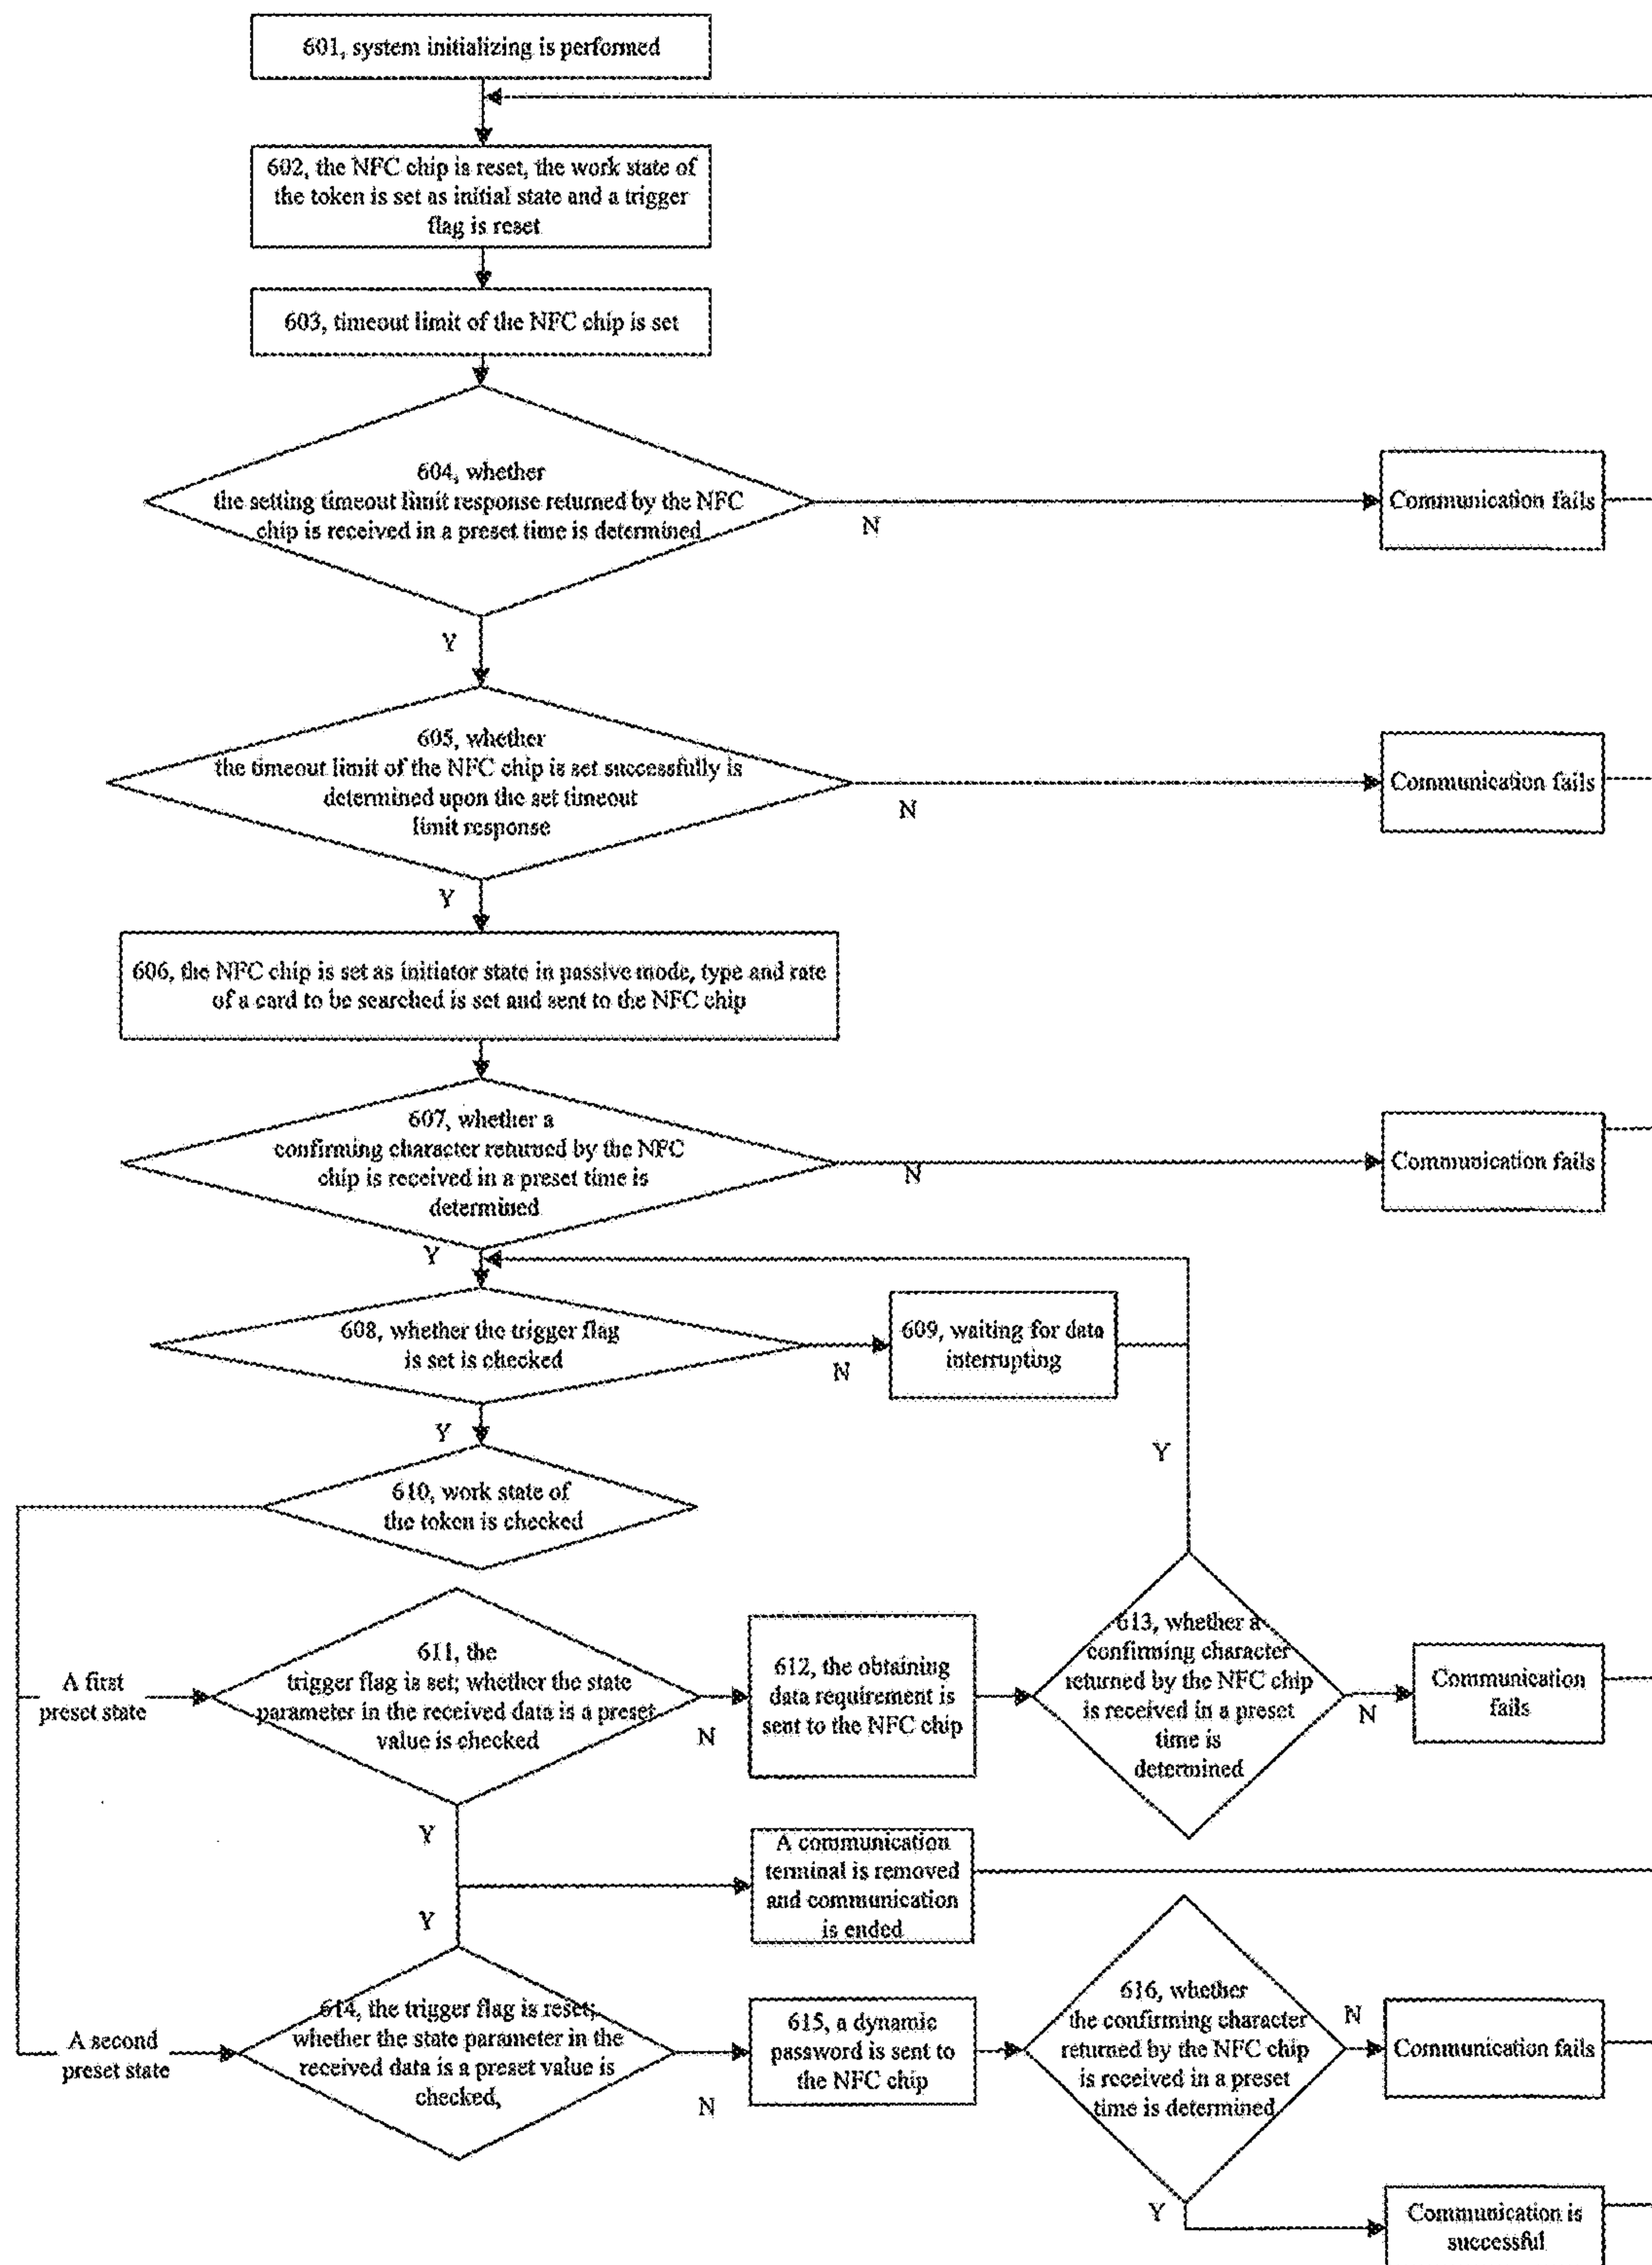 601, system initializing is performed
602, the NFC chip is reset, the work state of
the token is set as initial state and a trigger
flag is reset
603, timeout limit of the NFC chip is set
604, whether
the setting timeout limit response returned by the NFC
chip is received in a preset time is determined
N
Communication fails
Y
605, whether
the timeout limit of the NFC chip is set successfully is
determined upon the set timeout
limit response
N
Communication fails
Y
606, the NFC chip is set as initiator state in passive mode, type and rate
of a card to be searched is set and sent to the NFC chip
607, whether a
confirming character returned by the NFC
chip is received in a preset time is
determined
N
Communication fails
Y
608, whether the trigger flag
is set is checked
N
609, waiting for data
interrupting
Y
Y
610, work state of
the token is checked
A first
preset state
611, the
trigger flag is set; whether the state
parameter in the received data is a preset
value is checked
N
612, the obtaining
data requirement is
sent to the NFC chip
613, whether a
confirming character
returned by the NFC chip
is received in a preset
time is
determined
N
Communication
fails
Y
A communication
terminal is removed
and communication
is ended
Y
A second
preset state
614, the trigger flag is reset;
whether the state parameter in the
received data is a preset value is
checked,
N
615, a dynamic
password is sent to
the NFC chip
616, whether
the confirming character
returned by the NFC chip
is received in a preset
time is determined
N
Communication fails
Y
Communication is
successful